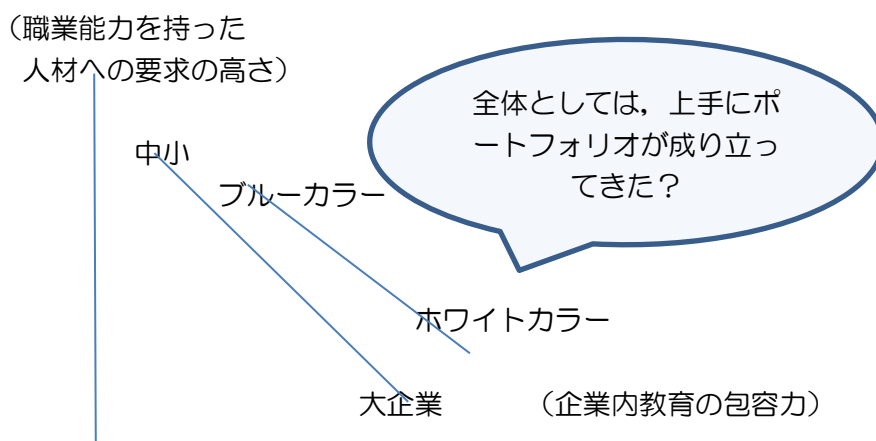 （職業能力を持った
人材への要求の高さ）
全体としては，上手にポ
ートフォリオが成り立っ
てきた？
中小
ブルーカラー
ホワイトカラー
大企業
（企業内教育の包容力）